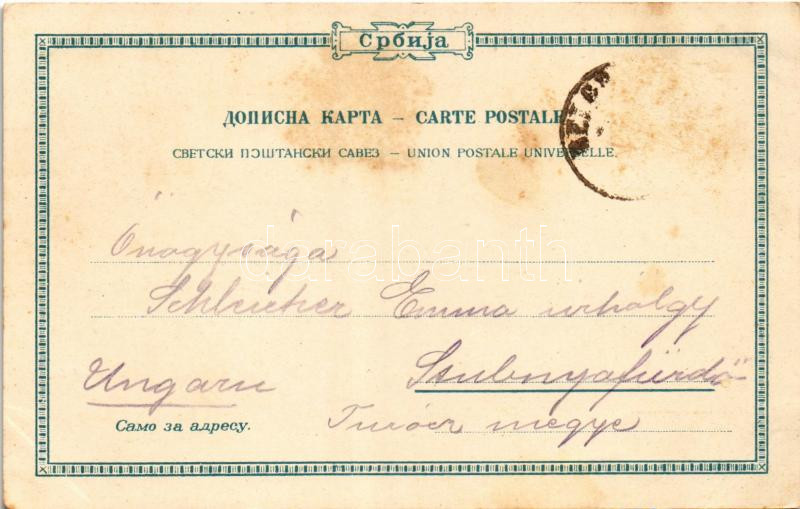 Србија
ДОПИСНА КАРТА – CARTE POSTALE
СВЕТСКИ ПОШТАНСКИ САВЕЗ – UNION POSTALE UNIVERSELLE.
Őnagysága
Schleicher Emma úrhölgy
Stubnyafürdő
Ungarn
Turócz megye
Само за адресу.
darabanth